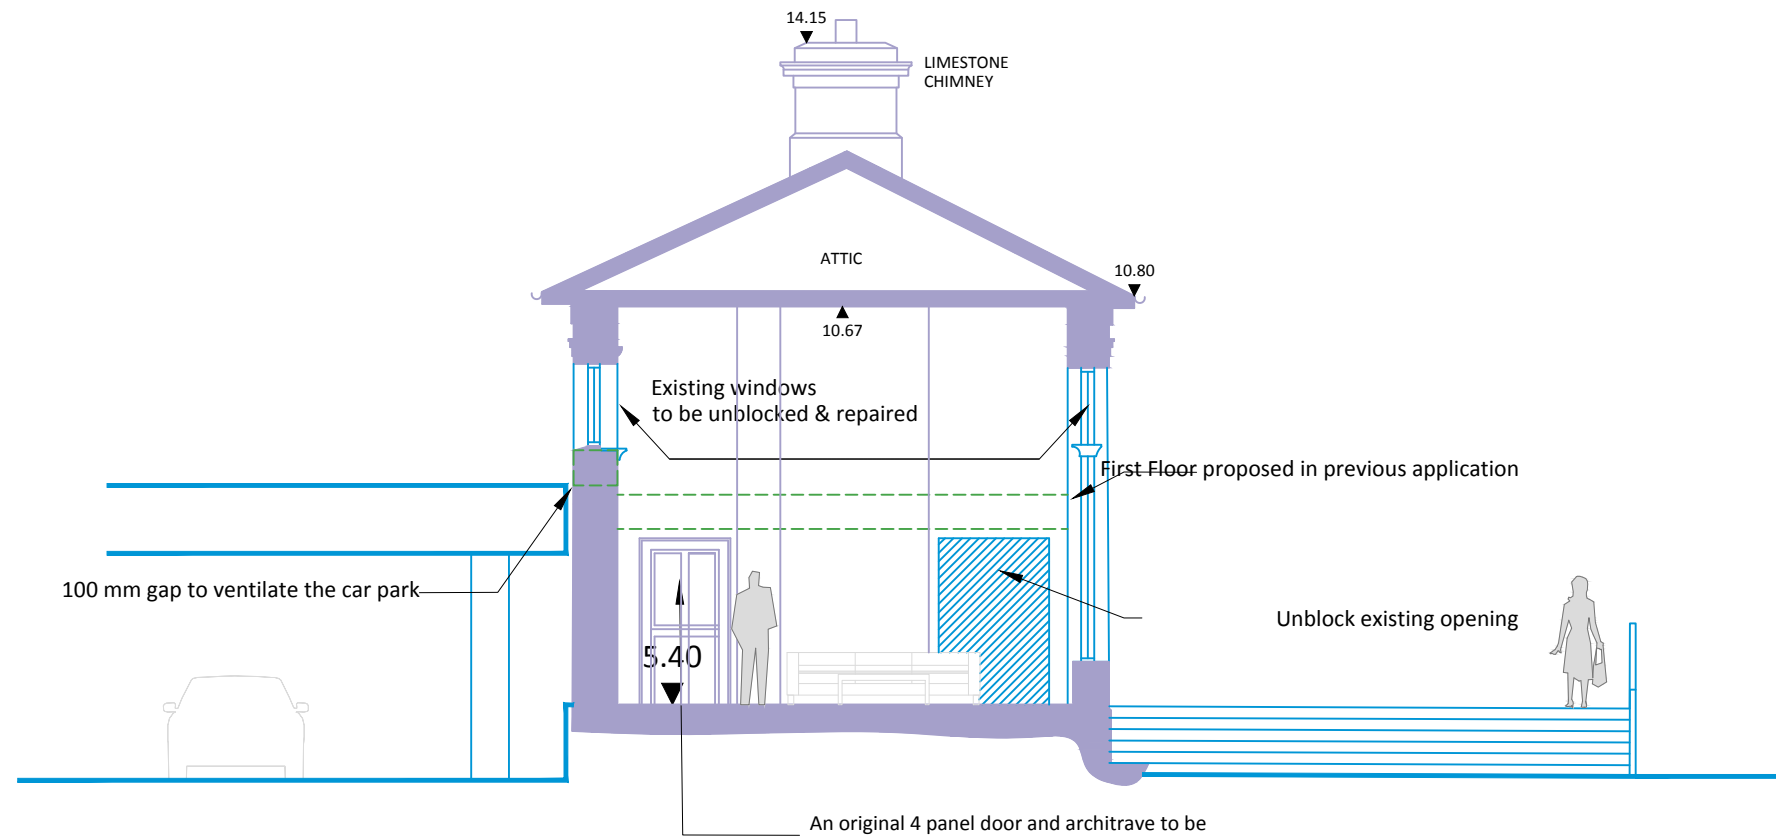 14.15
LIMESTONE
CHIMNEY
ATTIC
10.80
10.67
Existing windows
to be unblocked & repaired
First Floor proposed in previous application
100 mm gap to ventilate the car park
Unblock existing opening
5.40
An original 4 panel door and architrave to be